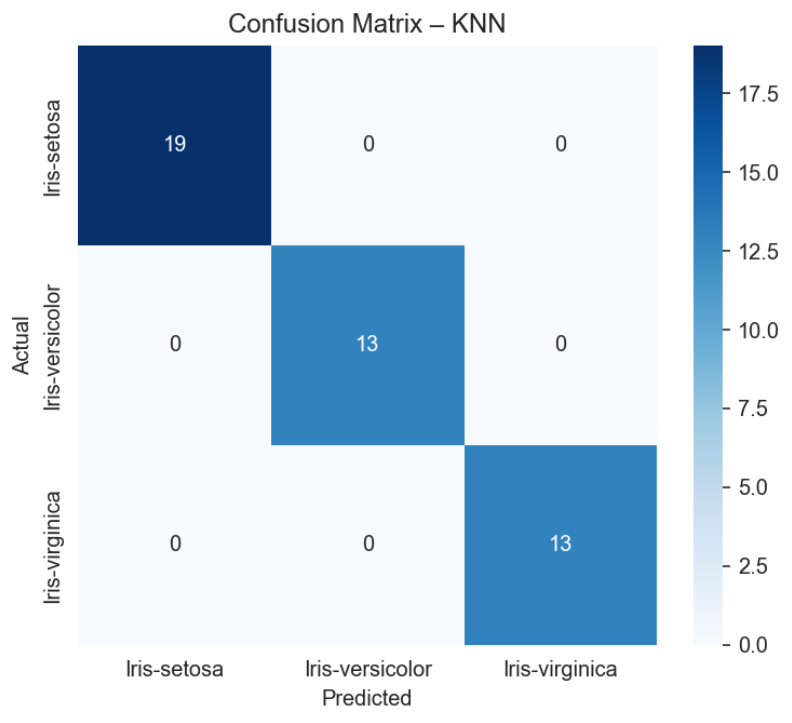 Confusion Matrix – KNN
Iris-setosa
19 0 0
Iris-versicolor
0 13 0
Iris-virginica
0 0 13
Actual
Iris-setosa Iris-versicolor Iris-virginica
Predicted
17.5
15.0
12.5
10.0
7.5
5.0
2.5
0.0